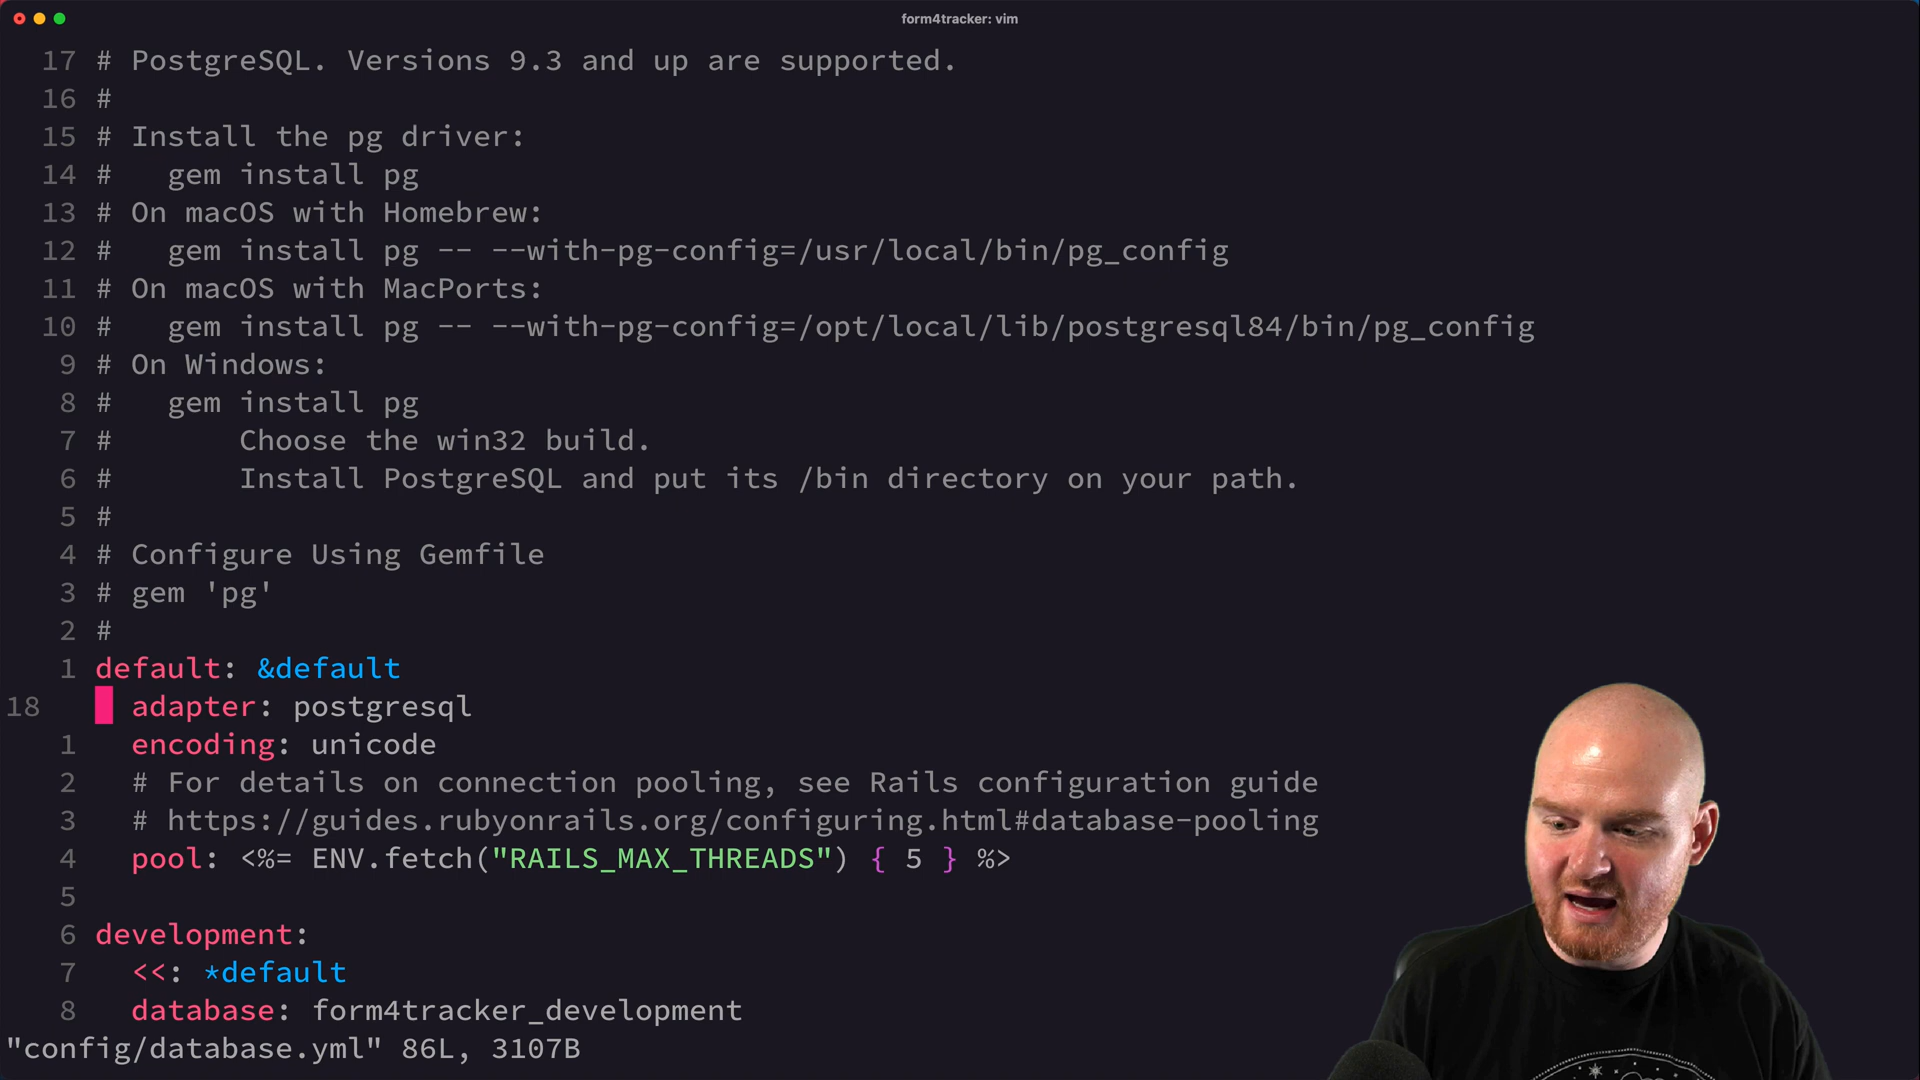 form4tracker: vim
17 # PostgreSQL. Versions 9.3 and up are supported.
16 #
15 # Install the pg driver:
14 #   gem install pg
13 # On macOS with Homebrew:
12 #   gem install pg -- --with-pg-config=/usr/local/bin/pg_config
11 # On macOS with MacPorts:
10 #   gem install pg -- --with-pg-config=/opt/local/lib/postgresql84/bin/pg_config
9 # On Windows:
8 #   gem install pg
7 #       Choose the win32 build.
6 #       Install PostgreSQL and put its /bin directory on your path.
5 #
4 # Configure Using Gemfile
3 # gem 'pg'
2 #
1 default: &default
18   adapter: postgresql
1   encoding: unicode
2   # For details on connection pooling, see Rails configuration guide
3   # https://guides.rubyonrails.org/configuring.html#database-pooling
4   pool: <%= ENV.fetch("RAILS_MAX_THREADS") { 5 } %>
5
6 development:
7   <<: *default
8   database: form4tracker_development
"config/database.yml" 86L, 3107B